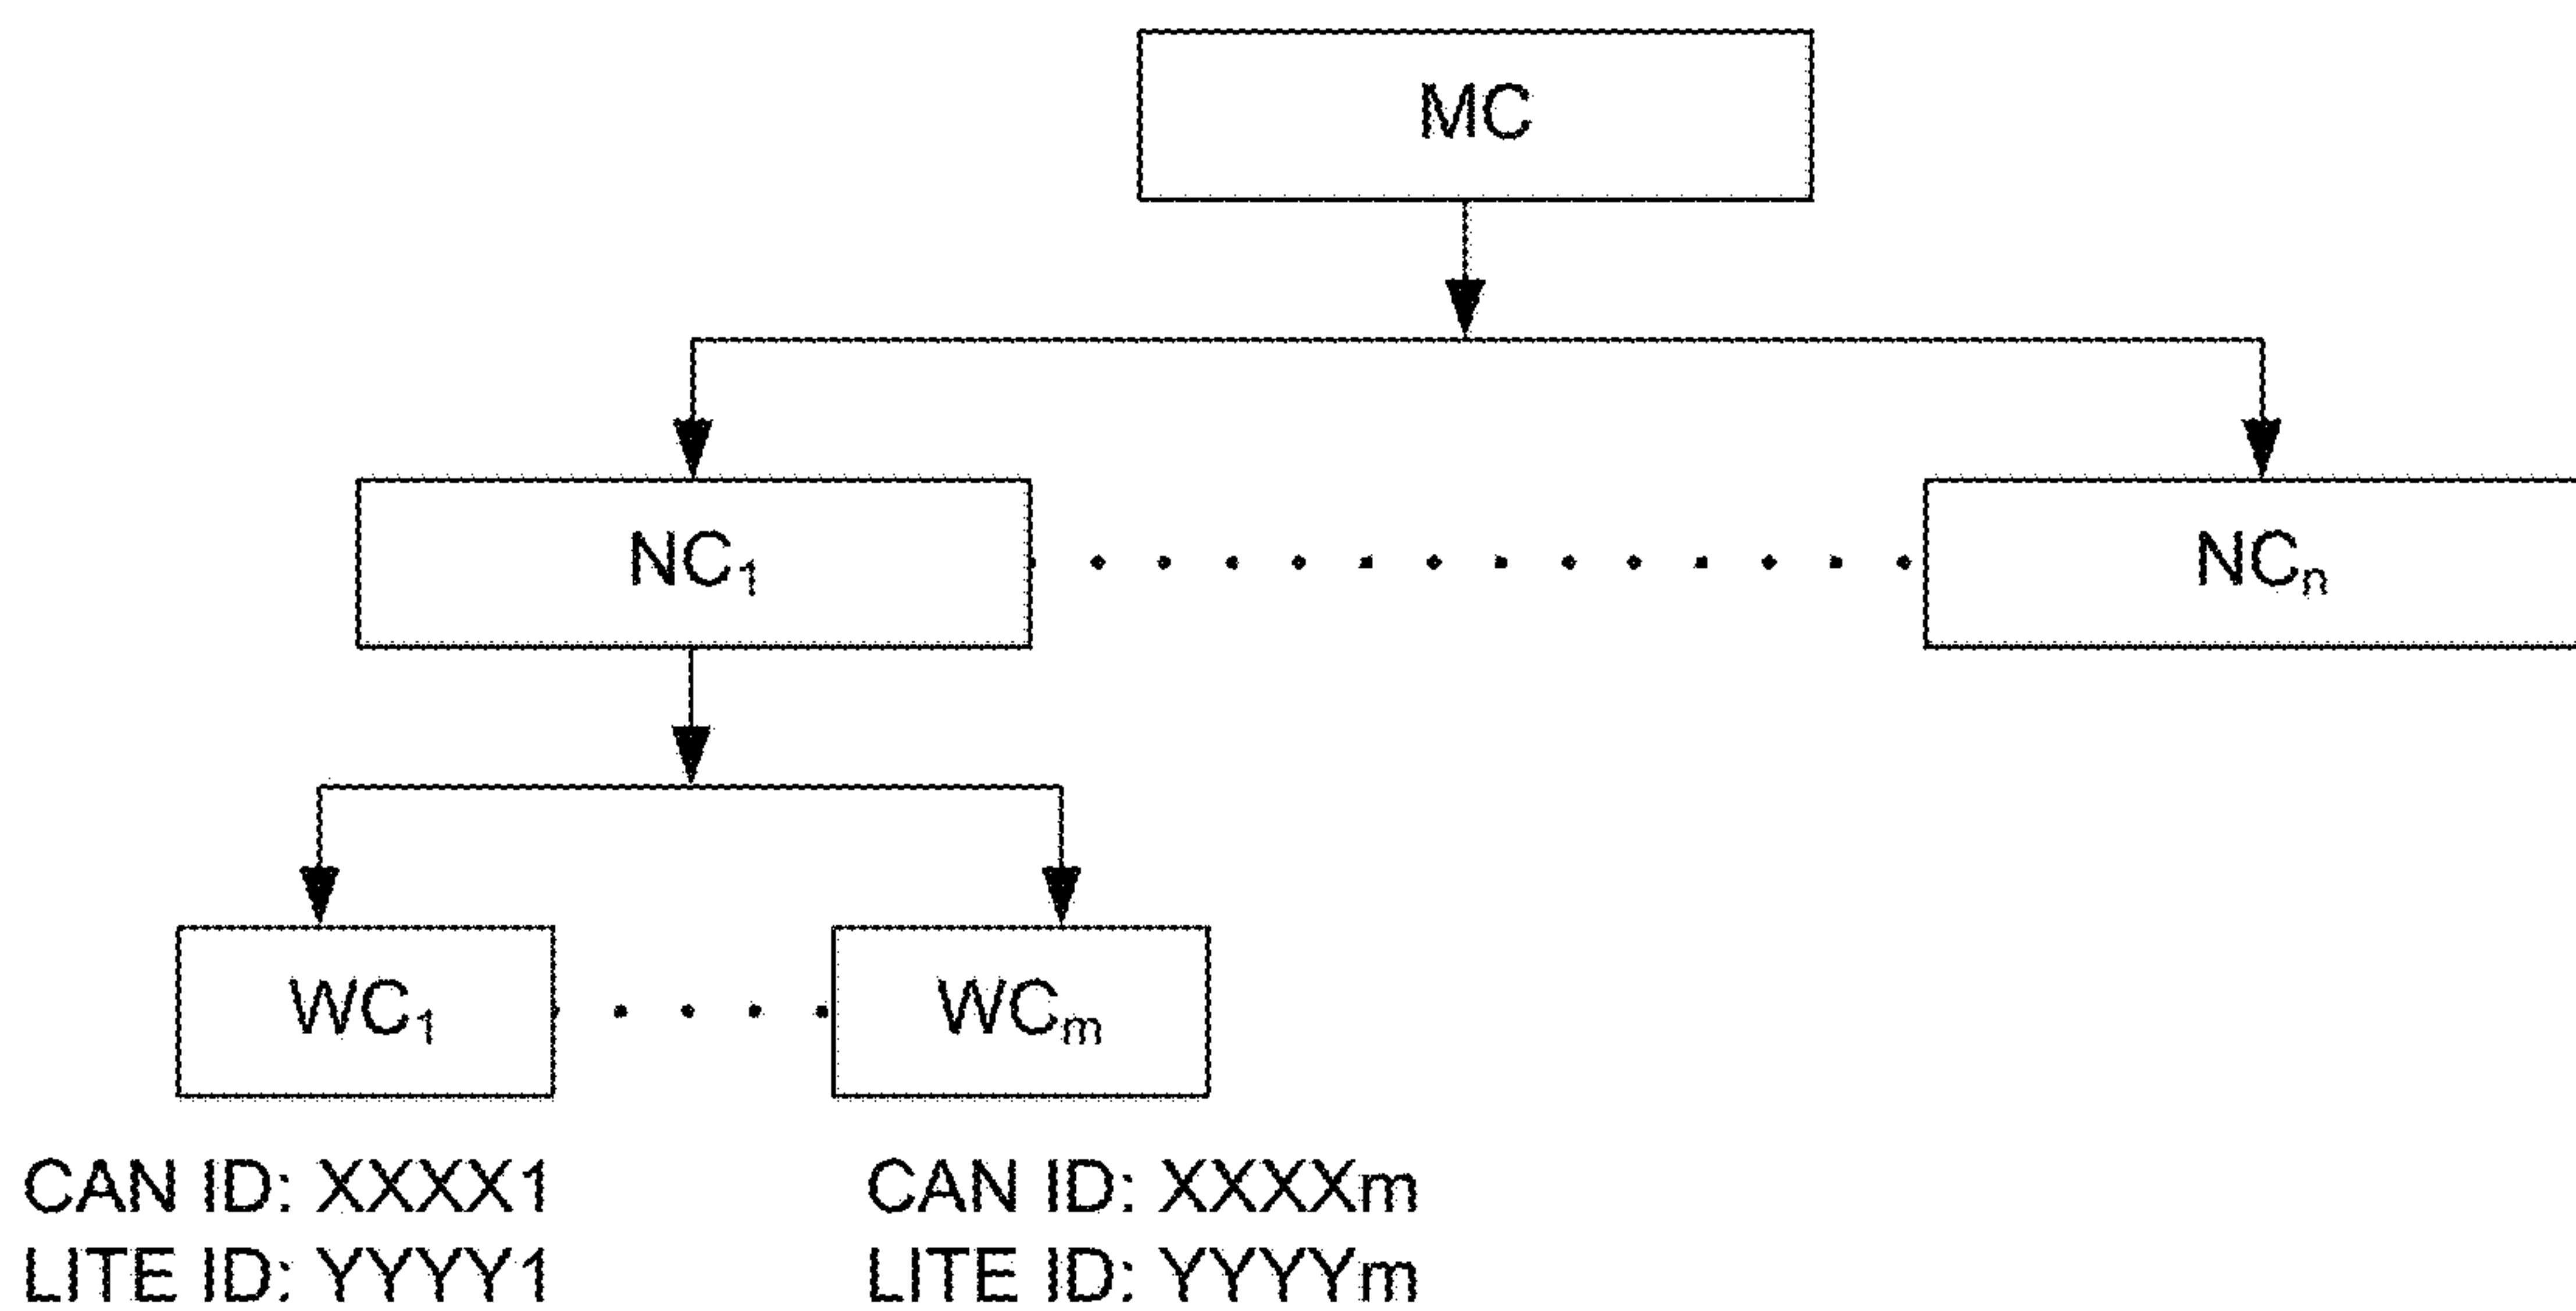 MC
NC₁
NCₙ
WC₁
WCₘ
CAN ID: XXXX1
LITE ID: YYYY1
CAN ID: XXXXm
LITE ID: YYYYm